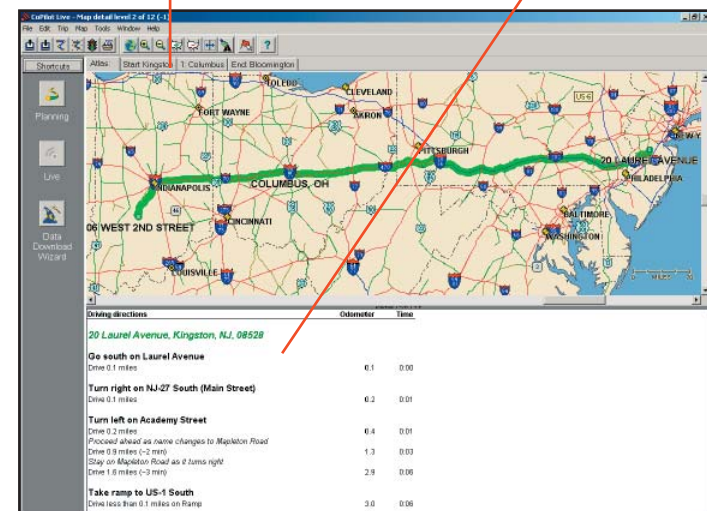 CoPilot Live - Map detail level 2 of 12 (-1)
File Edit Trip Map Tools Window Help
Shortcuts
Atlas
Start Kingston
1: Columbus
End: Bloomington
Planning
Live
Data
Download
Wizard
TOLEDO
CLEVELAND
US-6
FORT WAYNE
AKRON
NEW-Y
PITTSBURGH
20 LAUREL AVENUE
INDIANAPOLIS
COLUMBUS, OH
PHILADELPHIA
46
BALTIMORE
06 WEST 2ND STREET
CINCINNATI
WASHINGTON
LOUISVILLE
MILES
Driving directions Odometer Time
20 Laurel Avenue, Kingston, NJ, 08528
Go south on Laurel Avenue
Drive 0.1 miles 0.1 0:00
Turn right on NJ-27 South (Main Street)
Drive 0.1 miles 0.2 0:01
Turn left on Academy Street
Drive 0.2 miles 0.4 0:01
Proceed ahead as name changes to Mapleton Road
Drive 0.9 miles (~2 min) 1.3 0:03
Stay on Mapleton Road as it turns right
Drive 1.6 miles (~3 min) 2.9 0:06
Take ramp to US-1 South
Drive less than 0.1 miles on Ramp 3.0 0:06